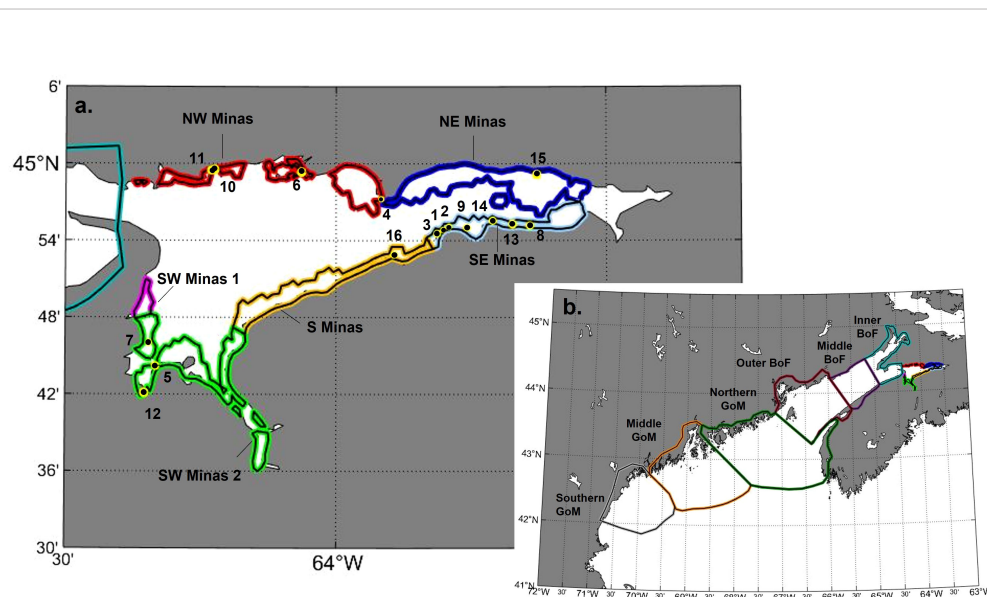 6'
a.
NW Minas
NE Minas
45°N
11
10
6
15
4
3
1
2
9
14
13
8
16
54'
SE Minas
SW Minas 1
48'
S Minas
7
5
42'
12
36'
SW Minas 2
30'
30'
64°W
b.
45°N
Inner
BoF
Middle
BoF
Outer BoF
44°N
Northern
GoM
Middle
GoM
43°N
Southern
GoM
42°N
41°N
72°W
30'
71°W
30'
70°W
30'
69°W
30'
68°W
30'
67°W
30'
66°W
30'
65°W
30'
64°W
30'
63°W